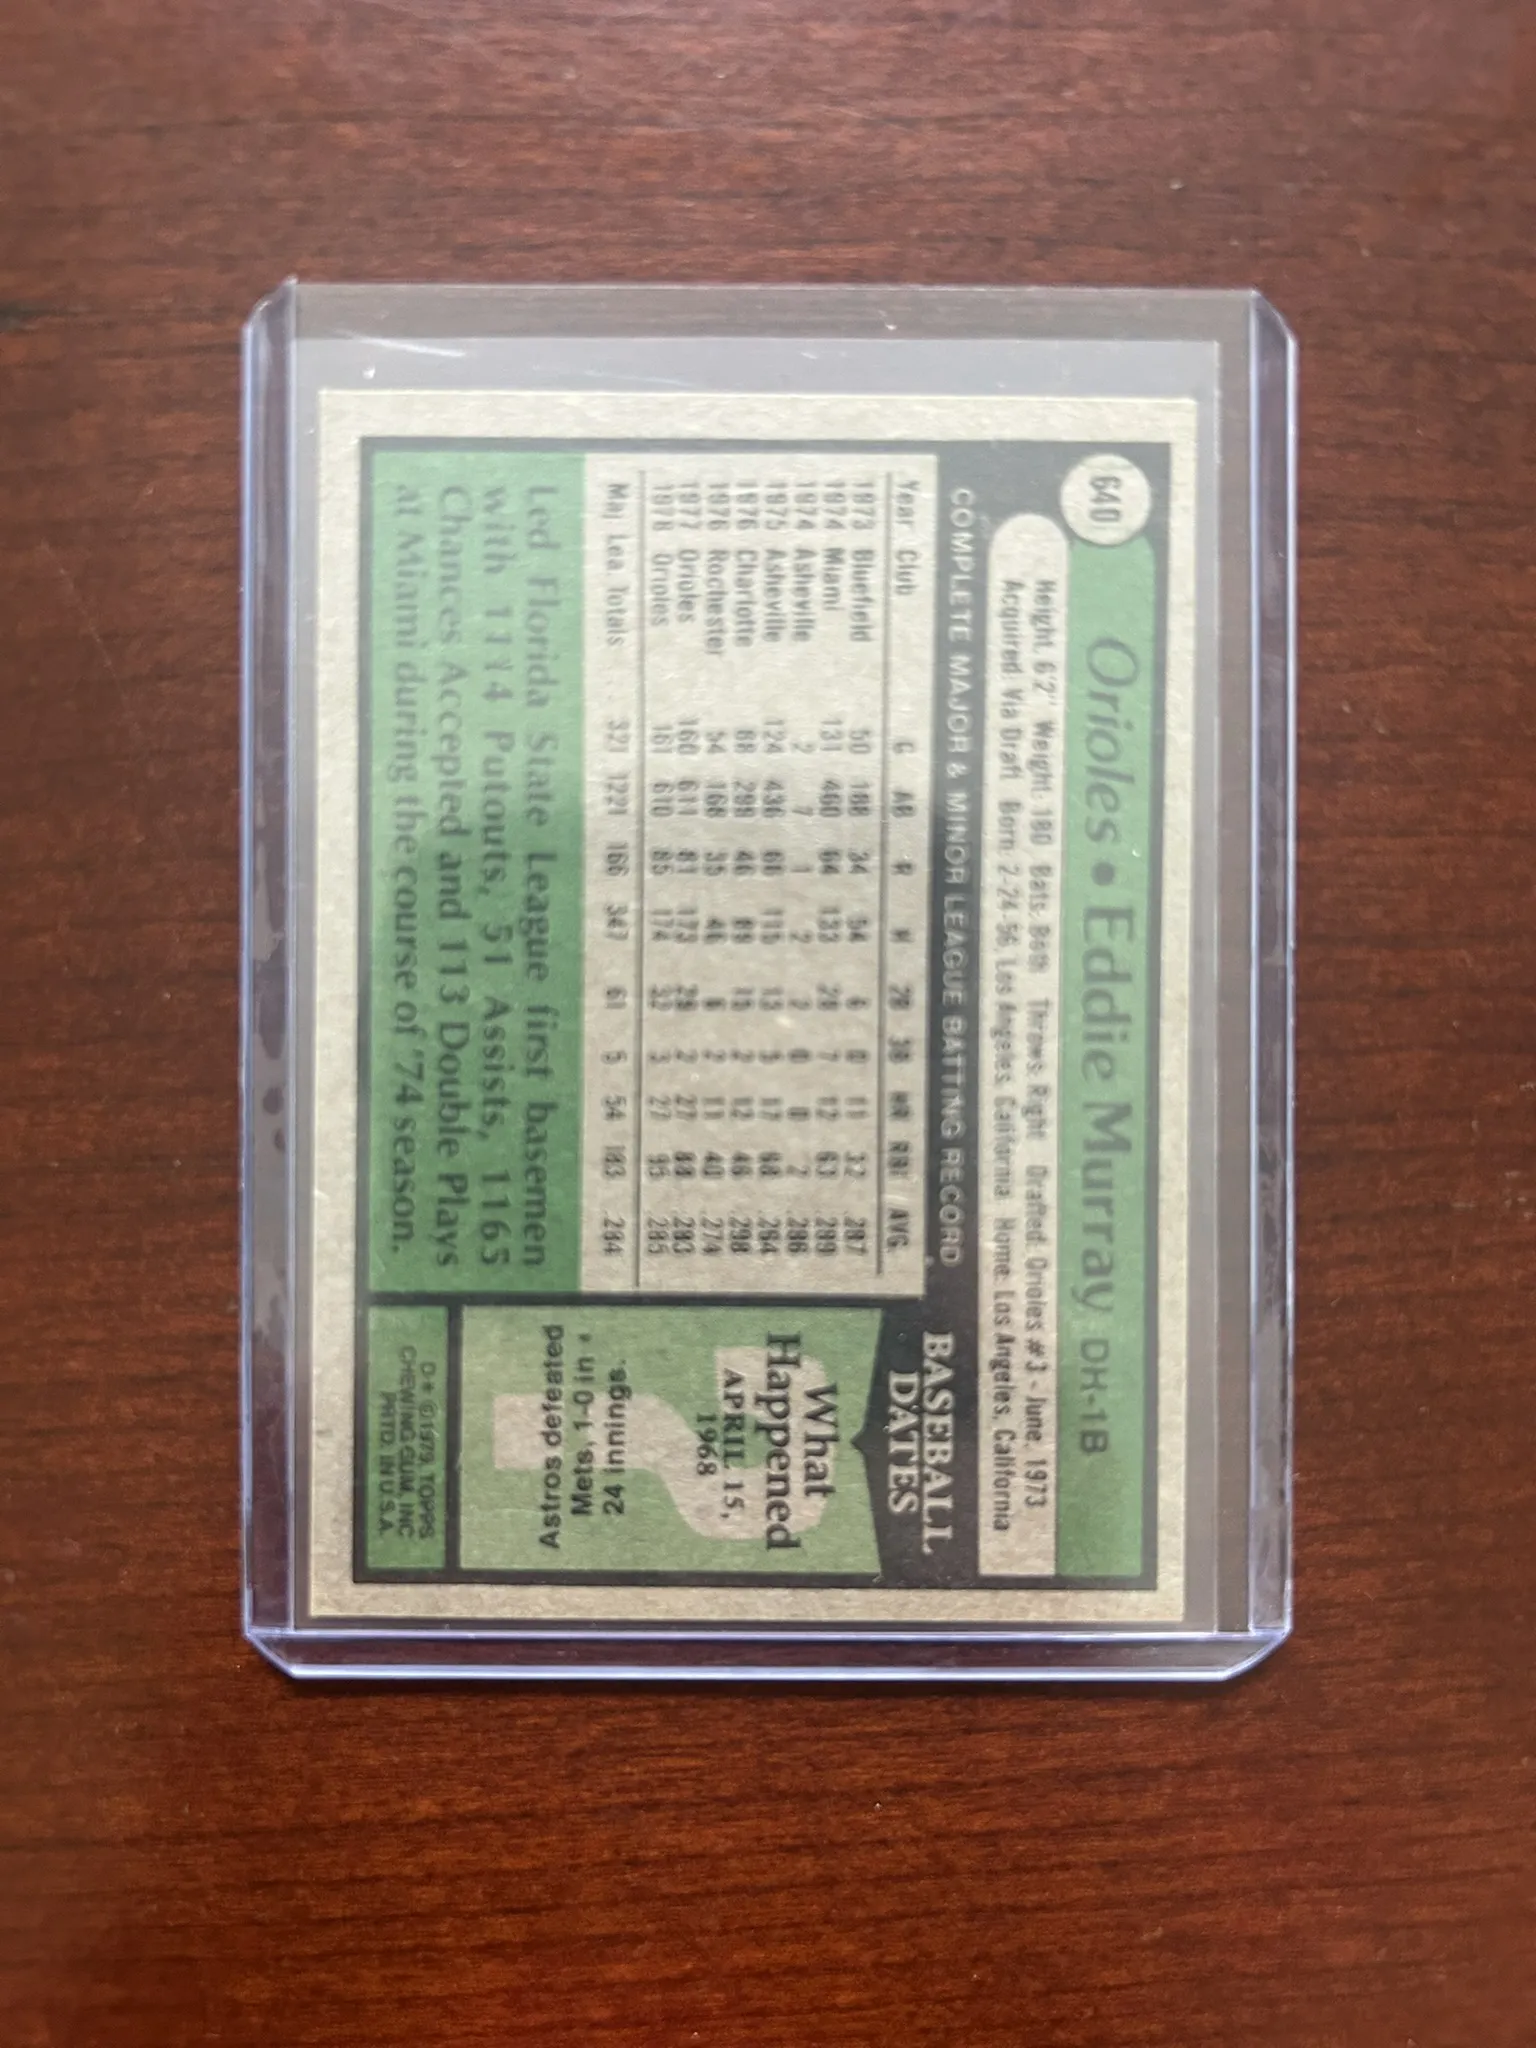 640
Orioles • Eddie Murray DH-1B
Height: 6'2" Weight: 180 Bats: Both Throws: Right Drafted: Orioles #3 - June, 1973
Acquired: Via Draft Born: 2-24-56, Los Angeles, California Home: Los Angeles, California
COMPLETE MAJOR & MINOR LEAGUE BATTING RECORD
Year Club G AB R H 2B 3B HR RBI AVG.
1973 Bluefield 50 188 34 54 6 0 11 32 .287
1974 Miami 131 460 64 133 29 7 12 63 .289
1974 Asheville 2 7 1 2 2 0 0 2 .286
1975 Asheville 124 436 66 115 13 5 17 68 .264
1976 Charlotte 88 299 46 89 15 2 12 46 .298
1976 Rochester 54 168 35 46 6 2 11 40 .274
1977 Orioles 160 611 81 173 29 2 27 88 .283
1978 Orioles 161 610 85 174 32 3 27 95 .285
Maj. Lea. Totals . . . 321 1221 166 347 61 5 54 183 .284
Led Florida State League first basemen
with 1114 Putouts, 51 Assists, 1165
Chances Accepted and 113 Double Plays
at Miami during the course of '74 season.
BASEBALL
DATES
What
Happened
APRIL 15,
1968
Astros defeated
Mets, 1-0 in
24 innings.
D* ©1979 TOPPS
CHEWING GUM, INC
PRTD. IN U.S.A.